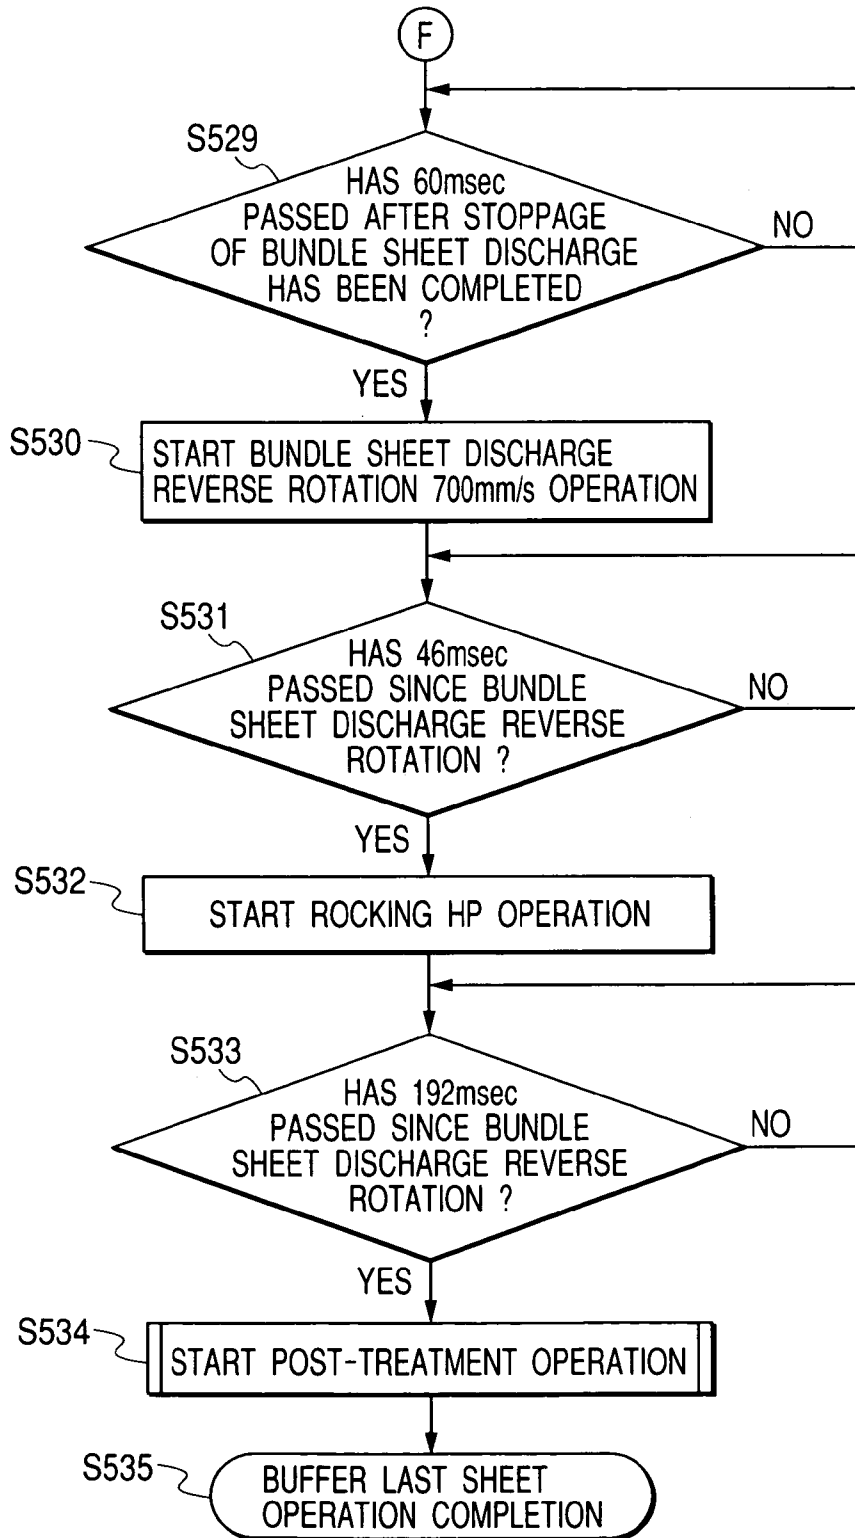 F
S529
HAS 60msec
PASSED AFTER STOPPAGE
OF BUNDLE SHEET DISCHARGE
HAS BEEN COMPLETED
?
NO
YES
S530
START BUNDLE SHEET DISCHARGE
REVERSE ROTATION 700mm/s OPERATION
S531
HAS 46msec
PASSED SINCE BUNDLE
SHEET DISCHARGE REVERSE
ROTATION ?
NO
YES
S532
START ROCKING HP OPERATION
S533
HAS 192msec
PASSED SINCE BUNDLE
SHEET DISCHARGE REVERSE
ROTATION ?
NO
YES
S534
START POST-TREATMENT OPERATION
S535
BUFFER LAST SHEET
OPERATION COMPLETION